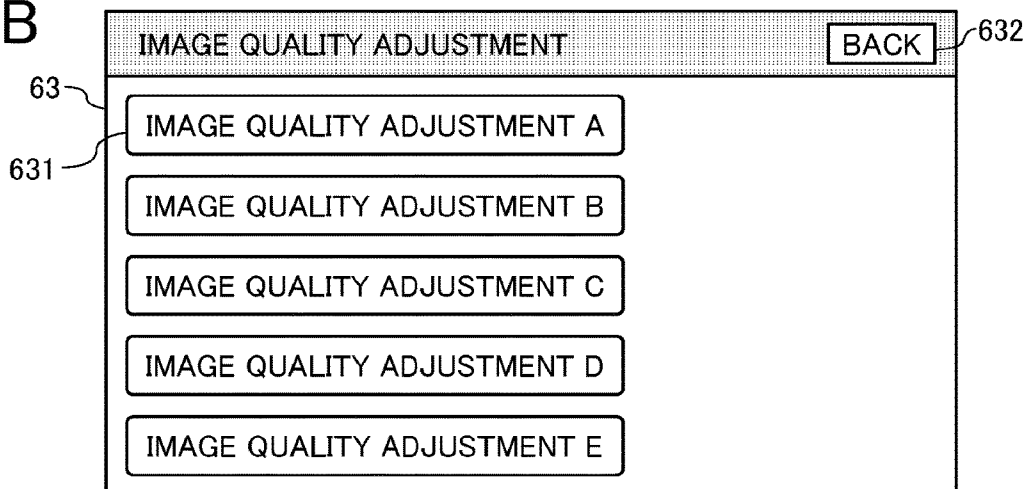 B
IMAGE QUALITY ADJUSTMENT BACK 632
63
IMAGE QUALITY ADJUSTMENT A
631
IMAGE QUALITY ADJUSTMENT B
IMAGE QUALITY ADJUSTMENT C
IMAGE QUALITY ADJUSTMENT D
IMAGE QUALITY ADJUSTMENT E